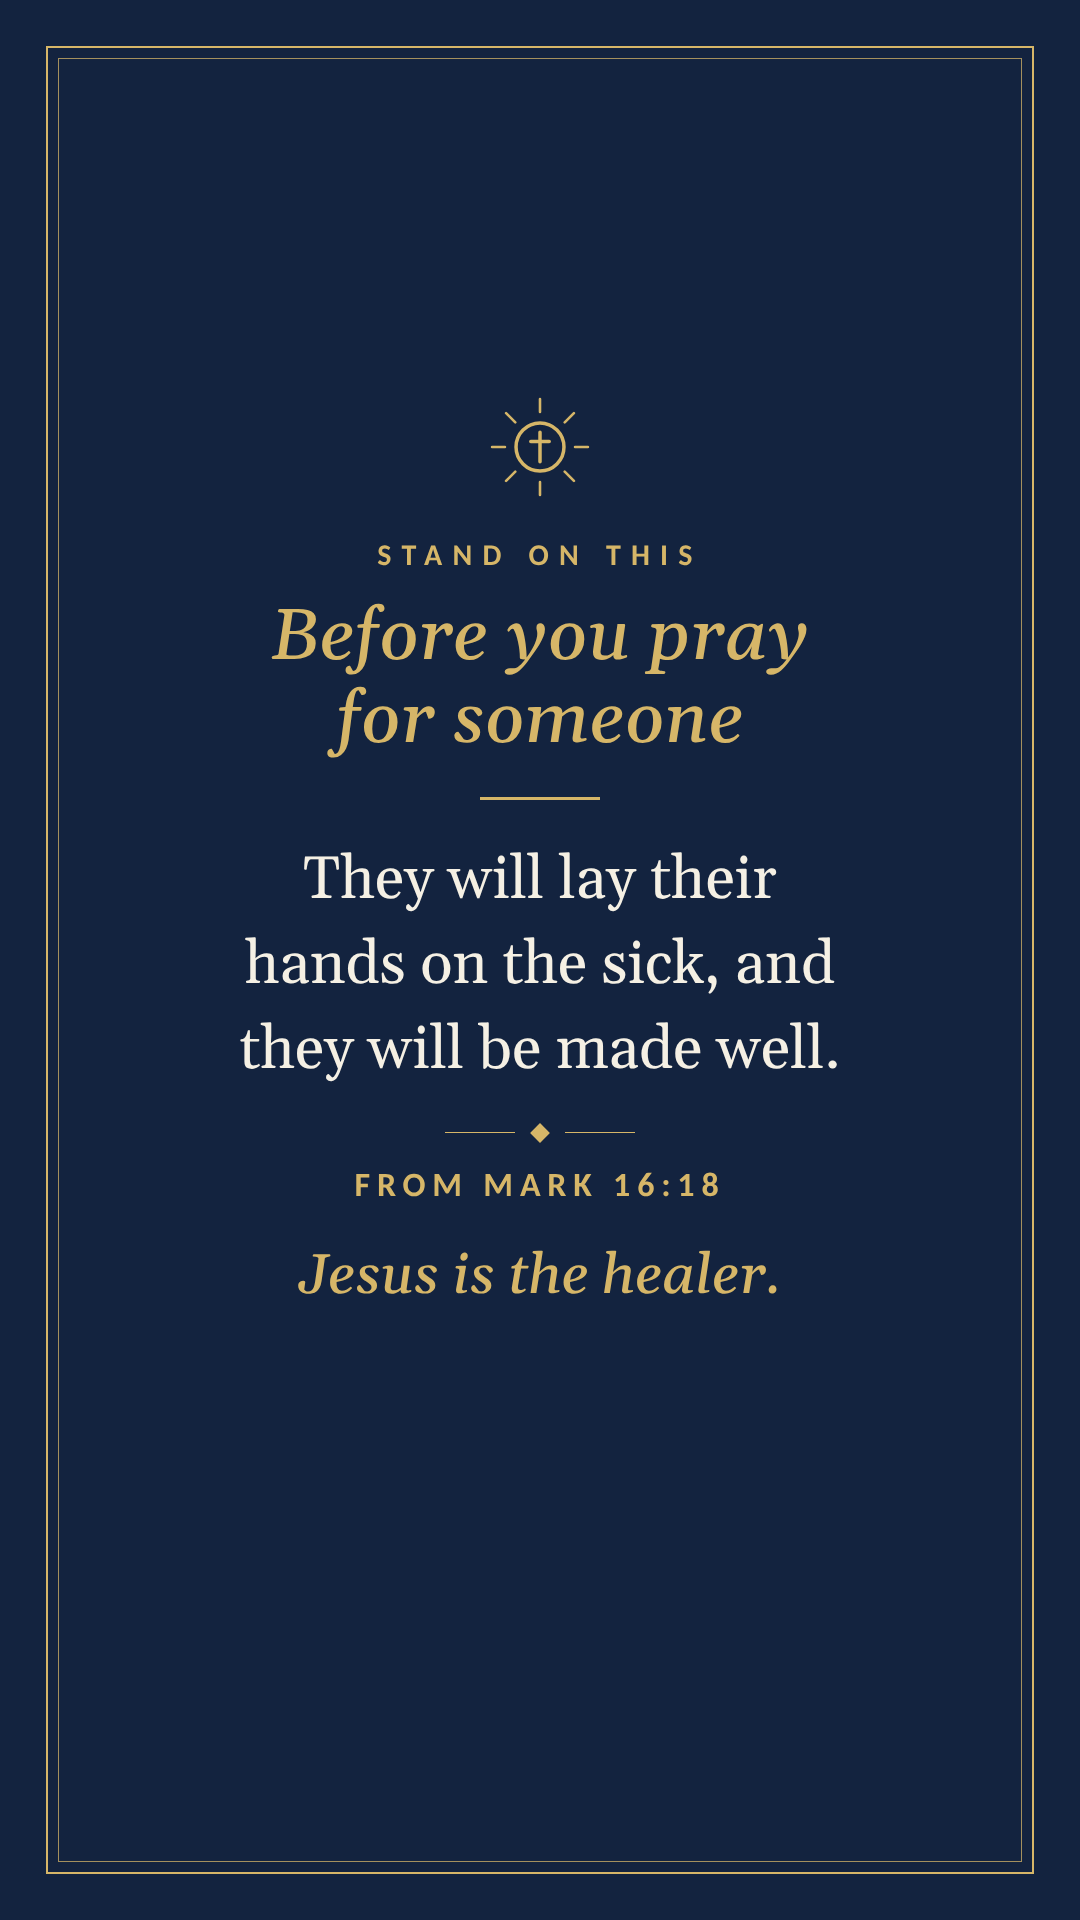 STAND ON THIS
Before you pray
for someone
They will lay their
hands on the sick, and
they will be made well.
FROM MARK 16:18
Jesus is the healer.